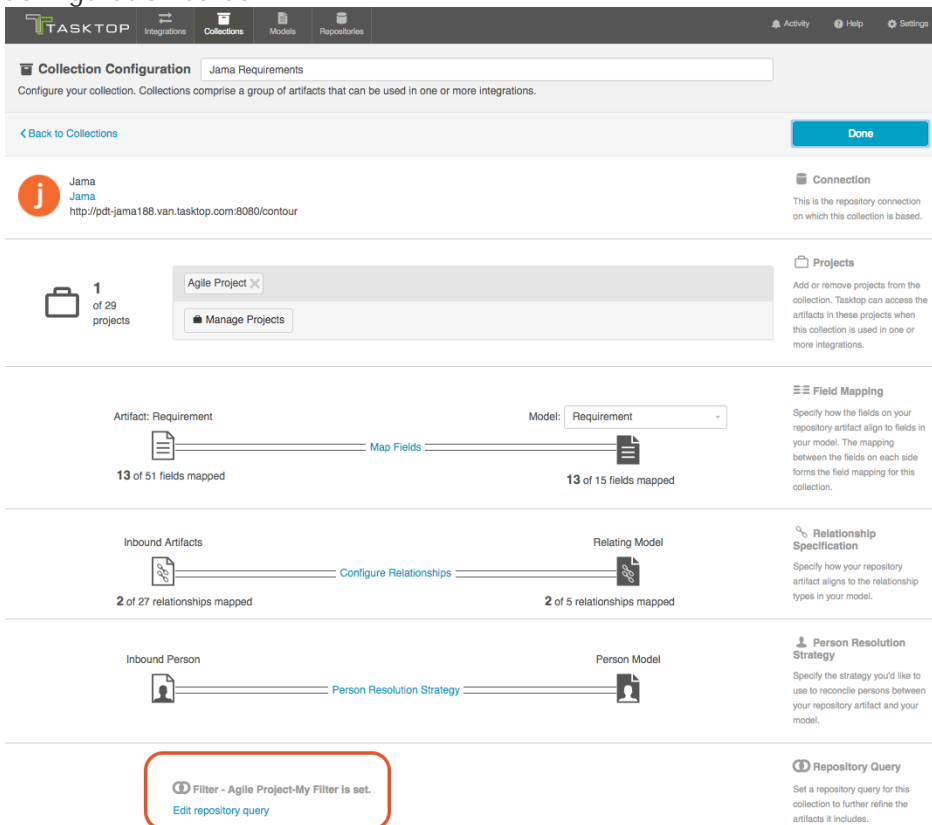 TASKTOP
Integrations
Collections
Models
Repositories
Activity
Help
Settings
Collection Configuration
Jama Requirements
Configure your collection. Collections comprise a group of artifacts that can be used in one or more integrations.
Back to Collections
Done
Jama
Jama
http://pdt-jama188.van.tasktop.com:8080/contour
Connection
This is the repository connection
on which this collection is based.
1
of 29
projects
Agile Project
Manage Projects
Projects
Add or remove projects from the
collection. Tasktop can access the
artifacts in these projects when
this collection is used in one or
more integrations.
Artifact: Requirement
Model: Requirement
Map Fields
13 of 51 fields mapped
13 of 15 fields mapped
Field Mapping
Specify how the fields on your
repository artifact align to fields in
your model. The mapping
between the fields on each side
forms the field mapping for this
collection.
Inbound Artifacts
Relating Model
Configure Relationships
2 of 27 relationships mapped
2 of 5 relationships mapped
Relationship
Specification
Specify how your repository
artifact aligns to the relationship
types in your model.
Inbound Person
Person Model
Person Resolution Strategy
Person Resolution
Strategy
Specify the strategy you'd like to
use to reconcile persons between
your repository artifact and your
model.
Filter - Agile Project-My Filter is set.
Edit repository query
Repository Query
Set a repository query for this
collection to further refine the
artifacts it includes.